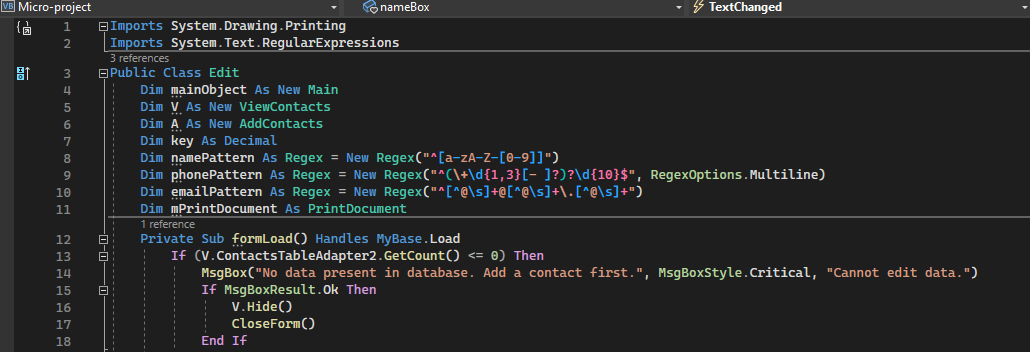 VB Micro-project nameBox TextChanged
1 Imports System.Drawing.Printing
2 Imports System.Text.RegularExpressions
3 references
3 Public Class Edit
4 Dim mainObject As New Main
5 Dim V As New ViewContacts
6 Dim A As New AddContacts
7 Dim key As Decimal
8 Dim namePattern As Regex = New Regex("^[a-zA-Z-[0-9]]")
9 Dim phonePattern As Regex = New Regex("^(\+\d{1,3}[- ]?)?\d{10}$", RegexOptions.Multiline)
10 Dim emailPattern As Regex = New Regex("^[^@\s]+@[^@\s]+\.[^@\s]+")
11 Dim mPrintDocument As PrintDocument
1 reference
12 Private Sub formLoad() Handles MyBase.Load
13 If (V.ContactsTableAdapter2.GetCount() <= 0) Then
14 MsgBox("No data present in database. Add a contact first.", MsgBoxStyle.Critical, "Cannot edit data.")
15 If MsgBoxResult.Ok Then
16 V.Hide()
17 CloseForm()
18 End If